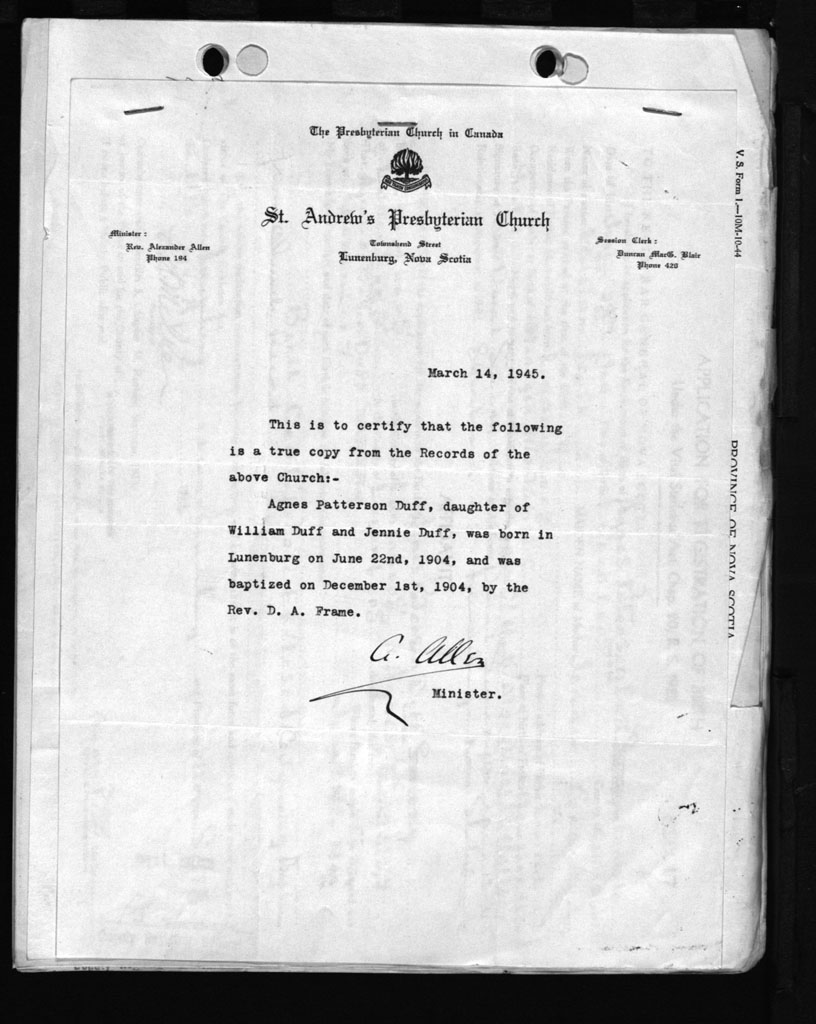 The Presbyterian Church in Canada
St. Andrew's Presbyterian Church
Townshend Street
Lunenburg, Nova Scotia
Minister:
Rev. Alexander Allen
Phone 194
Session Clerk:
Duncan MacG. Blair
Phone 428
V. S. Form 1.—10M-10-44
PROVINCE OF NOVA SCOTIA
March 14, 1945.
This is to certify that the following
is a true copy from the Records of the
above Church:-
Agnes Patterson Duff, daughter of
William Duff and Jennie Duff, was born in
Lunenburg on June 22nd, 1904, and was
baptized on December 1st, 1904, by the
Rev. D. A. Frame.
A. Allen
Minister.